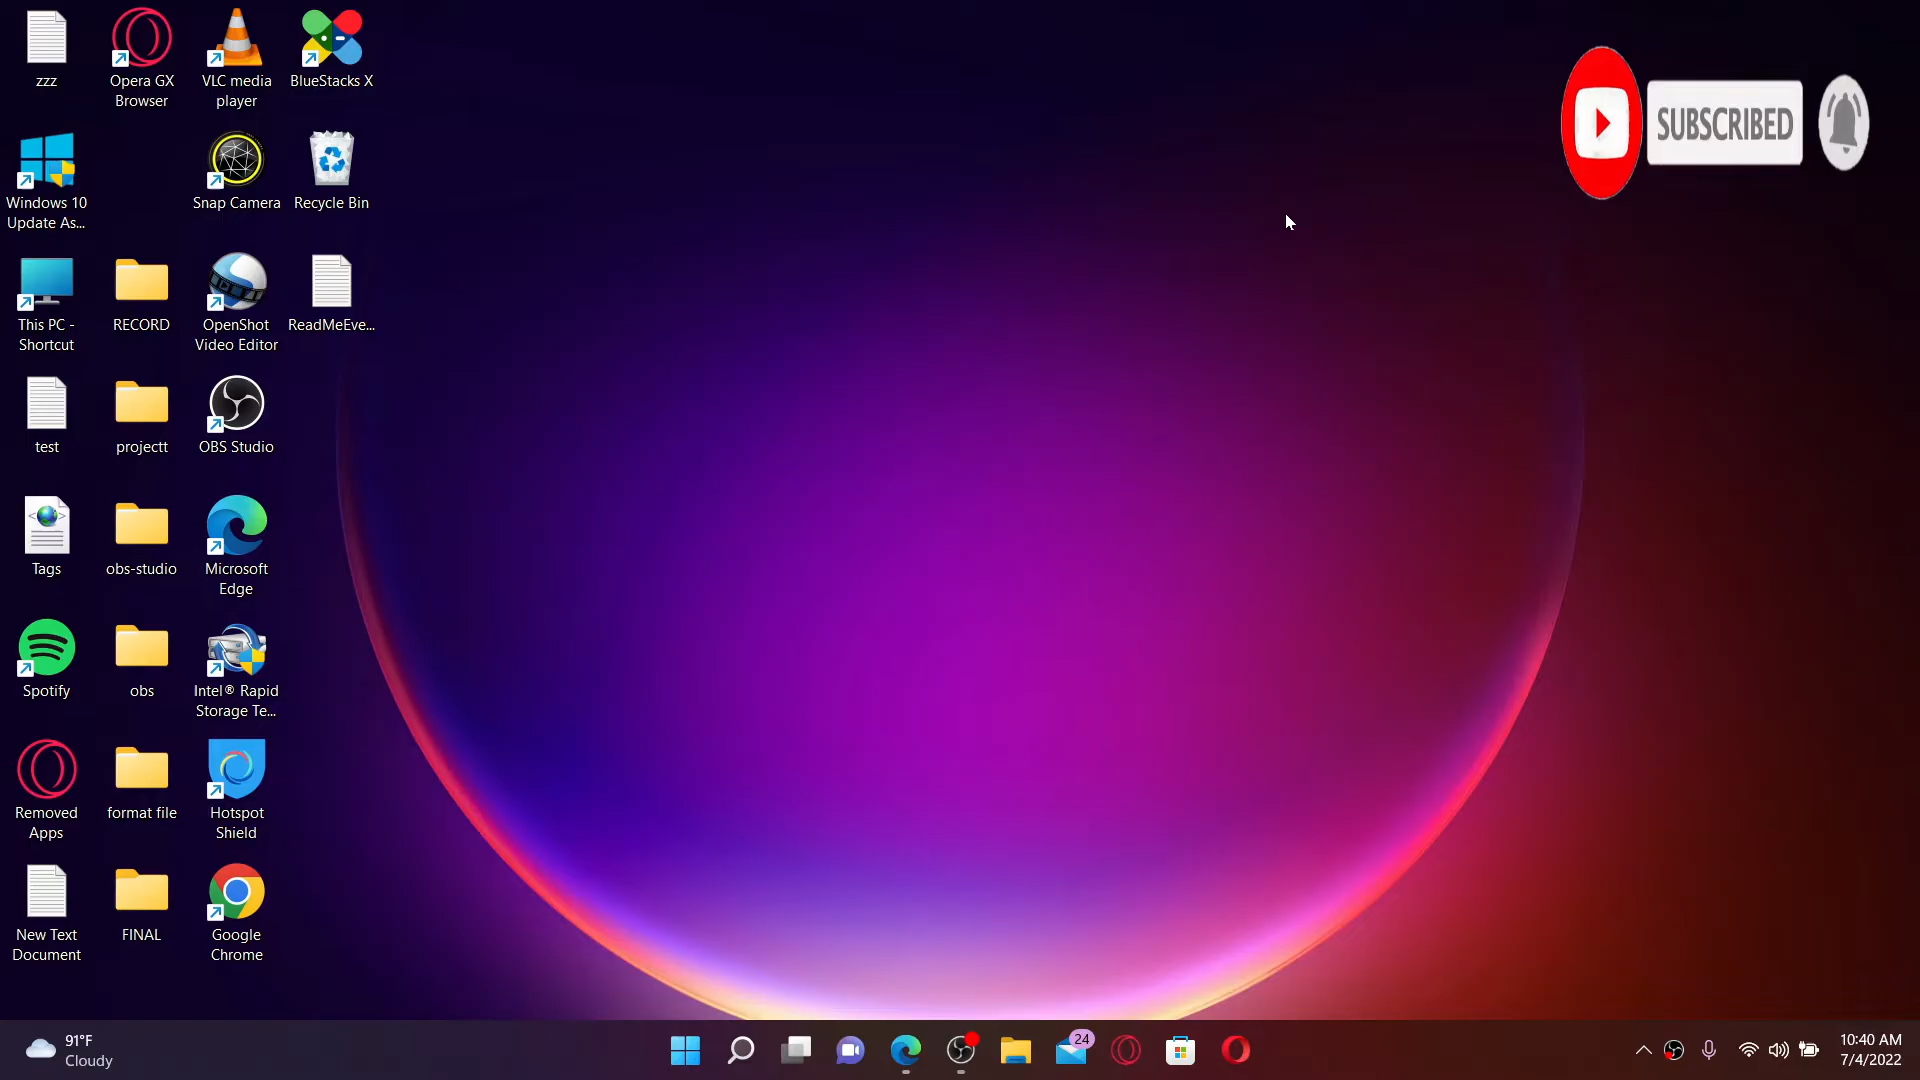 zzz
Opera GX
Browser
VLC media
player
BlueStacks X
SUBSCRIBED
Windows 10
Update As...
Snap Camera
Recycle Bin
This PC -
Shortcut
RECORD
OpenShot
Video Editor
ReadMeEve...
test
projectt
OBS Studio
Tags
obs-studio
Microsoft
Edge
Spotify
obs
Intel® Rapid
Storage Te...
Removed
Apps
format file
Hotspot
Shield
New Text
Document
FINAL
Google
Chrome
91°F
Cloudy
24
10:40 AM
7/4/2022